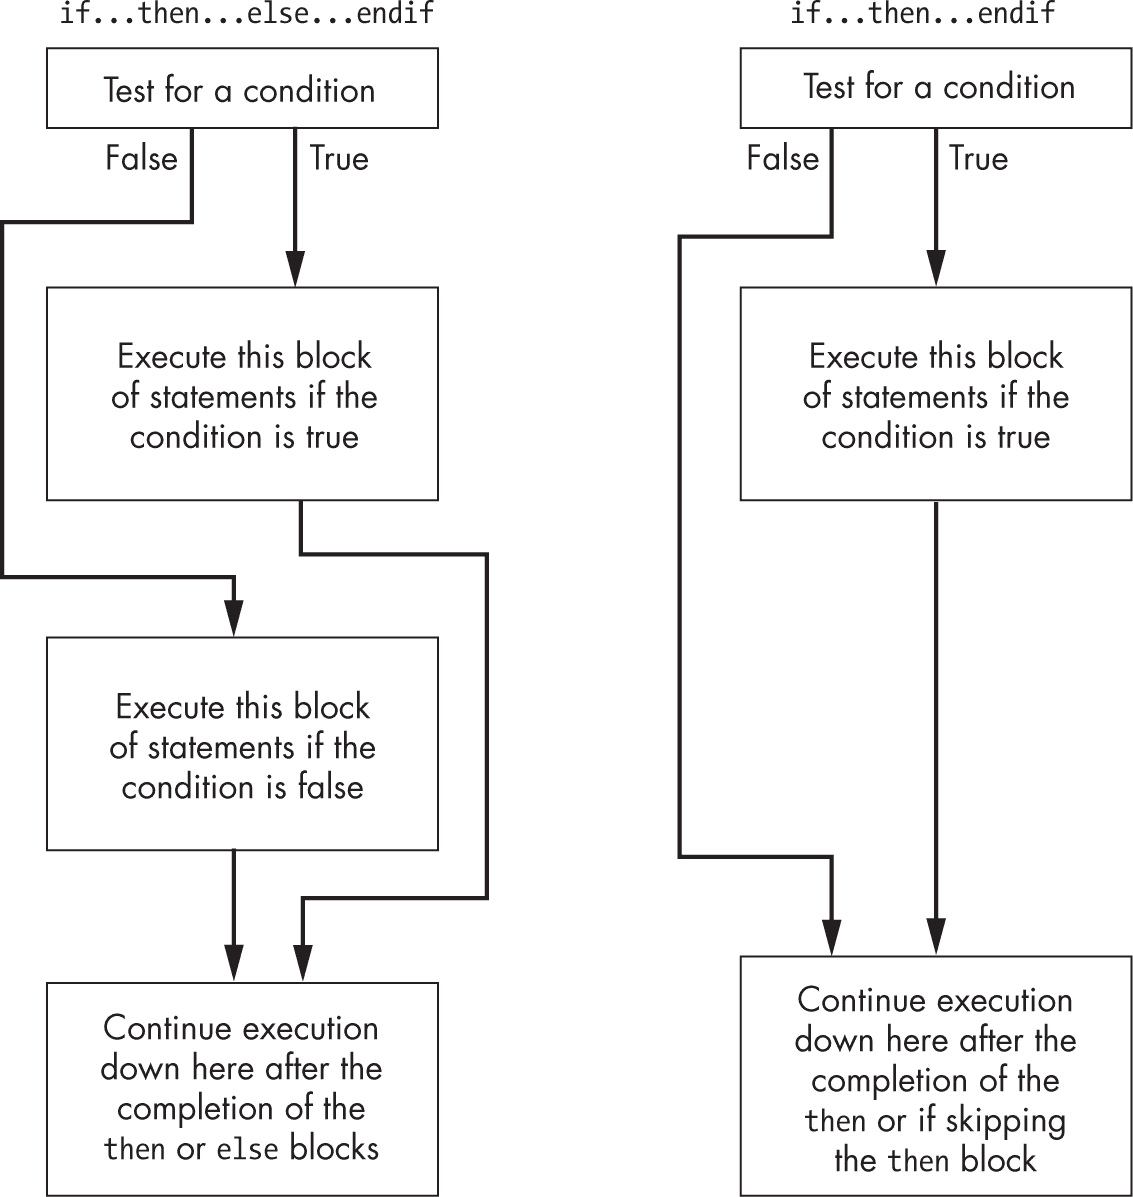 if...then...else...endif
Test for a condition
False
True
Execute this block
of statements if the
condition is true
Execute this block
of statements if the
condition is false
Continue execution
down here after the
completion of the
then or else blocks
if...then...endif
Test for a condition
False
True
Execute this block
of statements if the
condition is true
Continue execution
down here after the
completion of the
then or if skipping
the then block